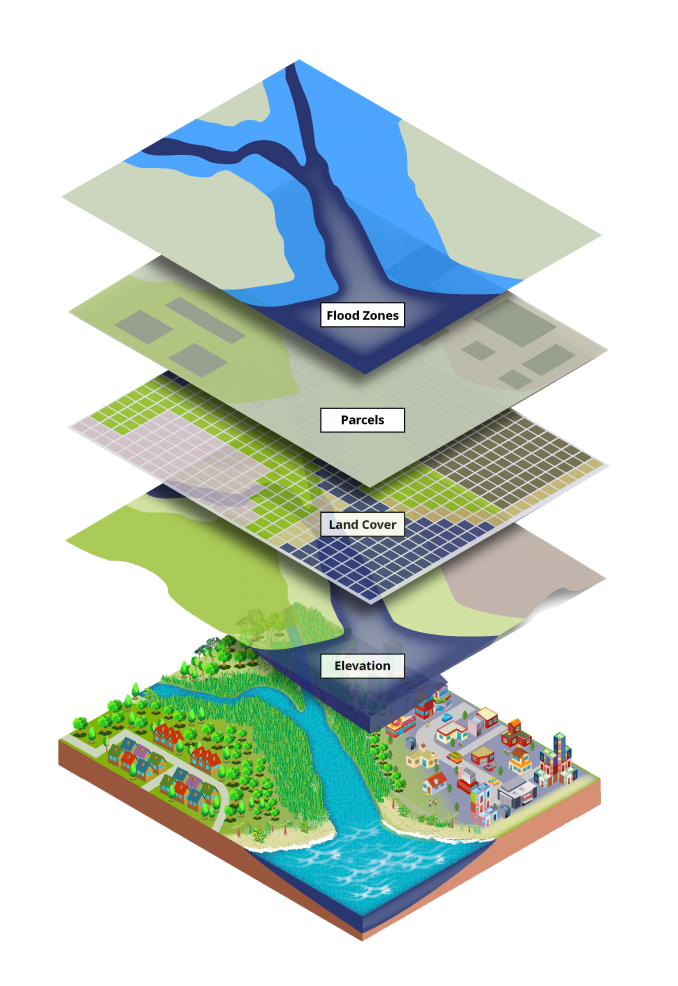 Flood Zones
Parcels
Land Cover
Elevation